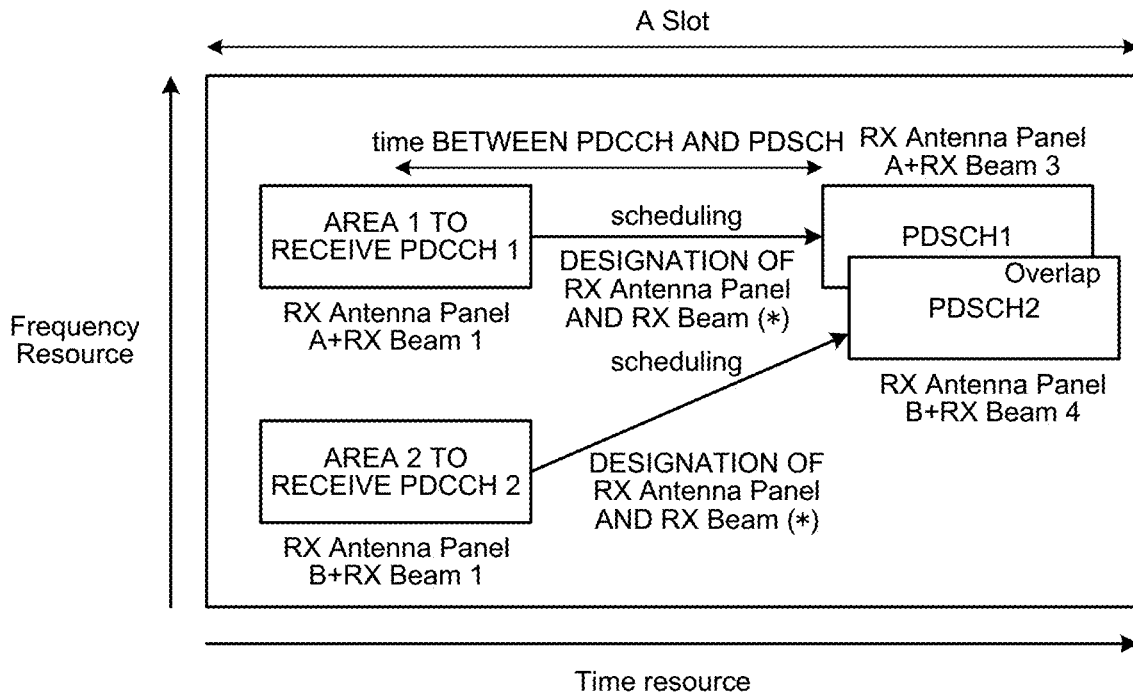 A Slot
time BETWEEN PDCCH AND PDSCH
RX Antenna Panel
A+RX Beam 3
AREA 1 TO
RECEIVE PDCCH 1
scheduling
PDSCH1
DESIGNATION OF
RX Antenna Panel
AND RX Beam (*)
Overlap
PDSCH2
RX Antenna Panel
A+RX Beam 1
Frequency
Resource
scheduling
RX Antenna Panel
B+RX Beam 4
AREA 2 TO
RECEIVE PDCCH 2
DESIGNATION OF
RX Antenna Panel
AND RX Beam (*)
RX Antenna Panel
B+RX Beam 1
Time resource